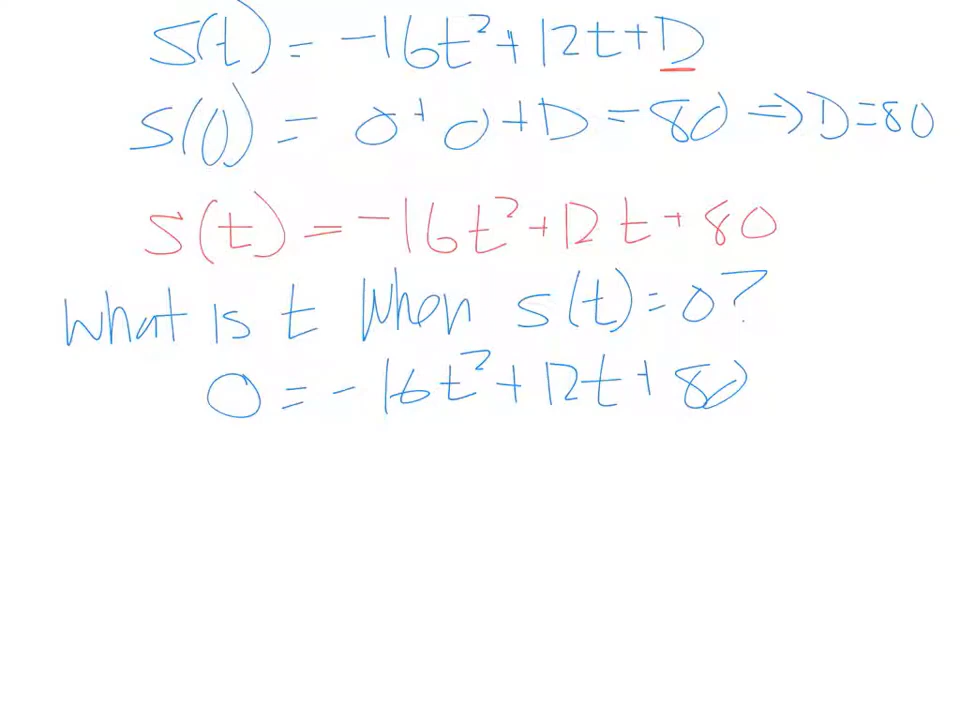 s(t) = -16t² + 12t + D
s(0) = 0 + 0 + D = 80 ⇒ D = 80
s(t) = -16t² + 12t + 80
What is t when s(t) = 0?
0 = -16t² + 12t + 80